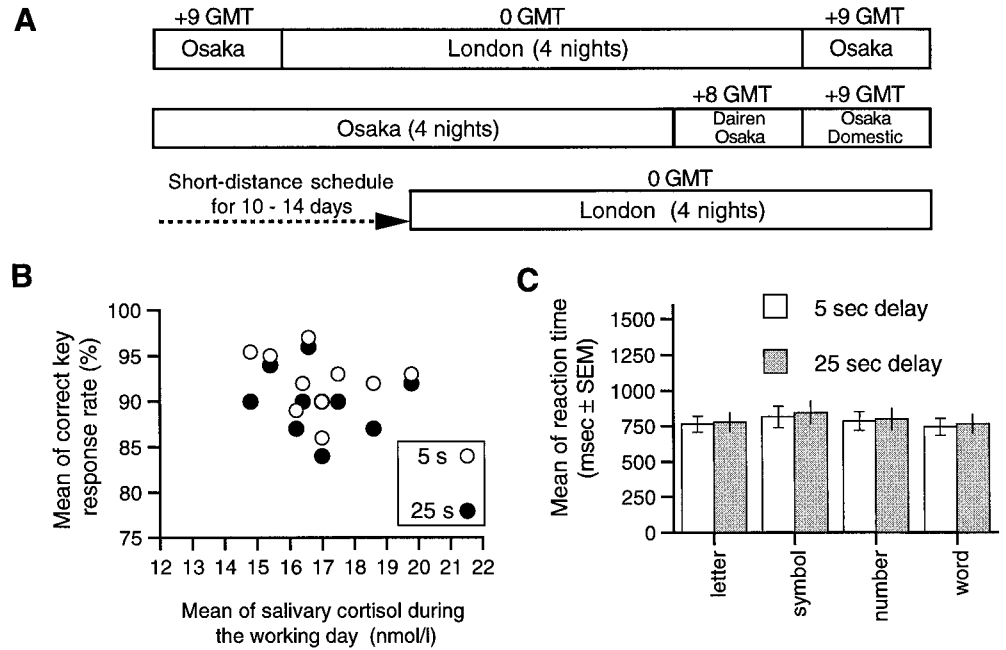 A
+9 GMT 0 GMT +9 GMT
Osaka London (4 nights) Osaka
+8 GMT +9 GMT
Osaka (4 nights) Dairen Osaka
Osaka Domestic
Short-distance schedule
for 10 - 14 days
0 GMT
London (4 nights)
B
Mean of correct key
response rate (%)
100
95
90
85
80
75
5 s
25 s
12 13 14 15 16 17 18 19 20 21 22
Mean of salivary cortisol during
the working day (nmol/l)
C
5 sec delay
25 sec delay
Mean of reaction time
(msec ± SEM)
1500
1250
1000
750
500
250
0
letter symbol number word